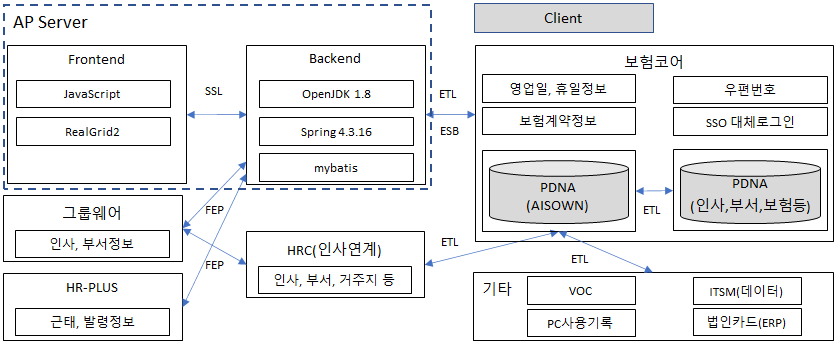 AP Server
Client
Frontend
JavaScript
RealGrid2
SSL
Backend
OpenJDK 1.8
Spring 4.3.16
mybatis
ETL
ESB
보험코어
영업일, 휴일정보
우편번호
보험계약정보
SSO 대체로그인
PDNA
(AISOWN)
ETL
PDNA
(인사,부서,보험등)
그룹웨어
인사, 부서정보
FEP
HR-PLUS
근태, 발령정보
FEP
HRC(인사연계)
인사, 부서, 거주지 등
ETL
ETL
기타
VOC
ITSM(데이터)
PC사용기록
법인카드(ERP)